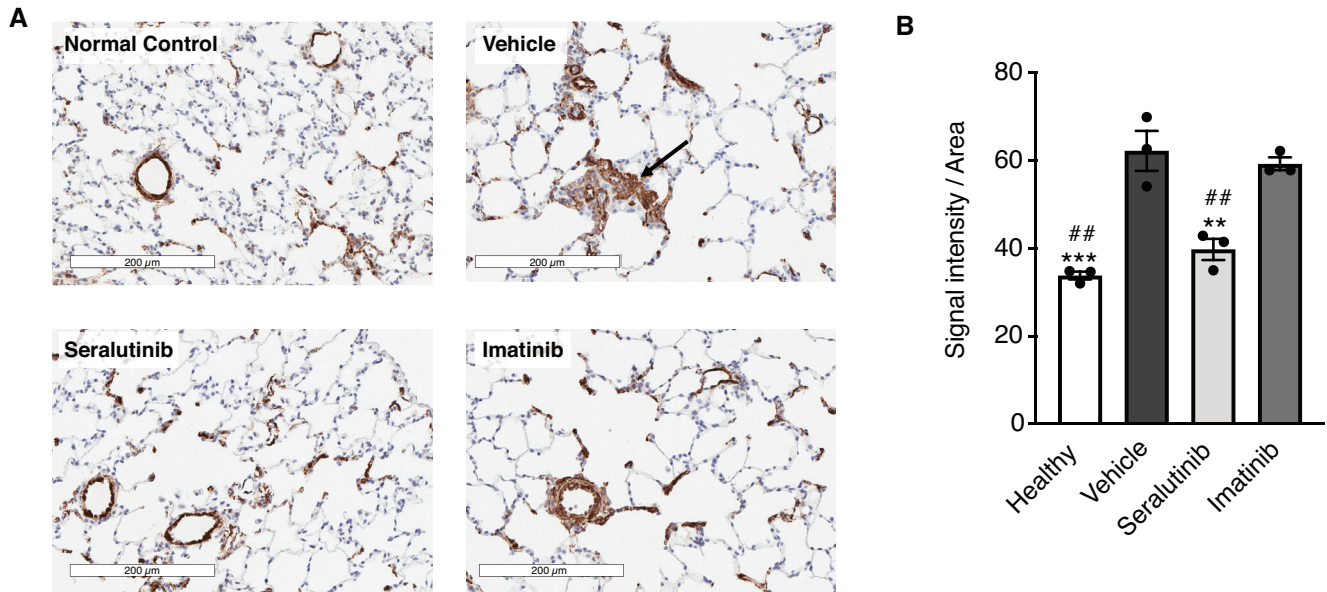 A
Normal Control
200 µm
Vehicle
200 µm
Seralutinib
200 µm
Imatinib
200 µm
B
Signal intensity / Area
80
60
40
20
0
##
***
##
**
Healthy
Vehicle
Seralutinib
Imatinib